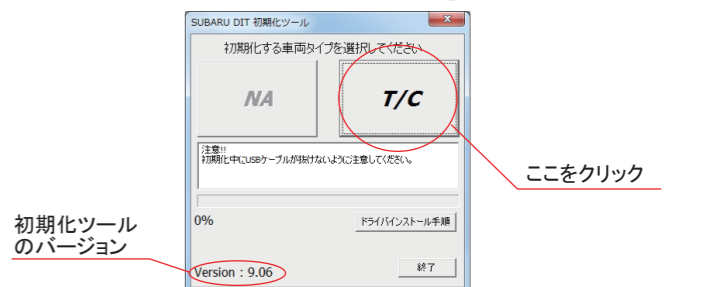 SUBARU DIT 初期化ツール
初期化する車両タイプを選択してください
NA
T/C
注意!!
初期化中にUSBケーブルが抜けないように注意してください。
ここをクリック
0%
ドライバインストール手順
初期化ツール
のバージョン
Version : 9.06
終了